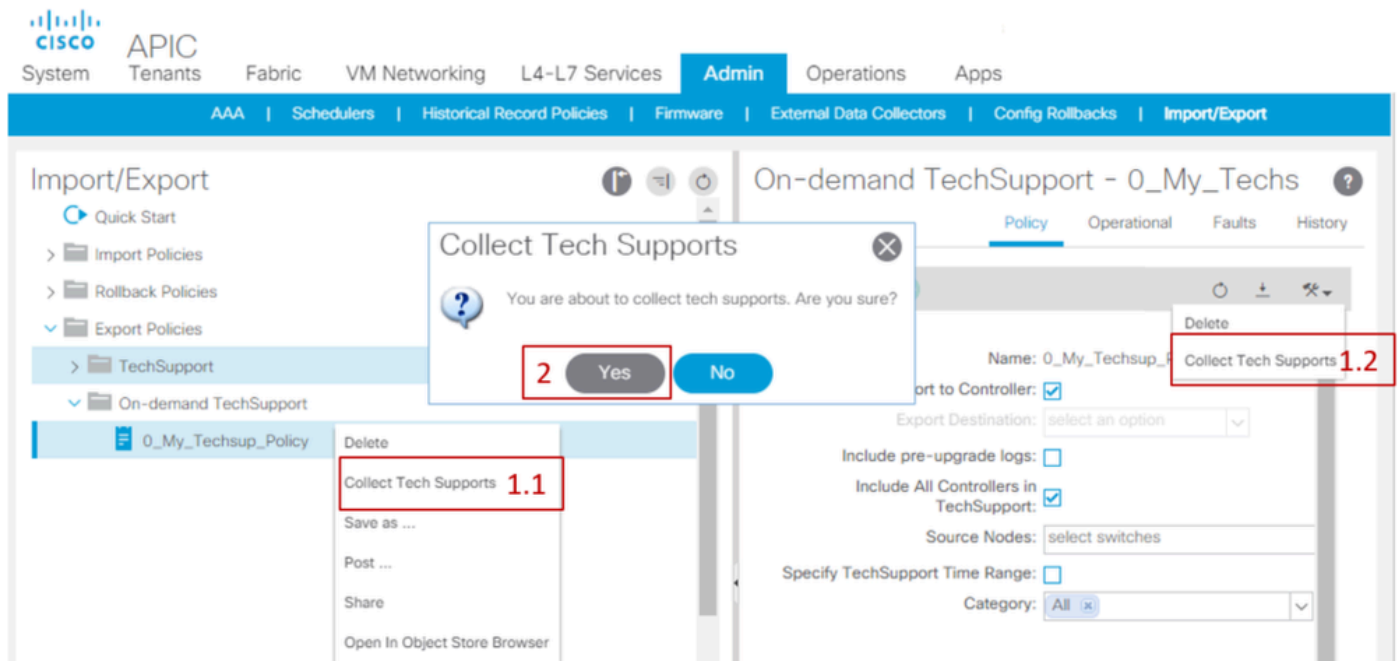 CISCO
APIC
System Tenants Fabric VM Networking L4-L7 Services Admin Operations Apps
AAA | Schedulers | Historical Record Policies | Firmware | External Data Collectors | Config Rollbacks | Import/Export
Import/Export
Quick Start
Import Policies
Rollback Policies
Export Policies
TechSupport
On-demand TechSupport
0_My_Techsup_Policy
Delete
Collect Tech Supports 1.1
Save as ...
Post ...
Share
Open In Object Store Browser
Collect Tech Supports
You are about to collect tech supports. Are you sure?
2 Yes No
On-demand TechSupport - 0_My_Techs
Policy Operational Faults History
Delete
Collect Tech Supports 1.2
Name: 0_My_Techsup_P
ort to Controller:
Export Destination: select an option
Include pre-upgrade logs:
Include All Controllers in
TechSupport:
Source Nodes: select switches
Specify TechSupport Time Range:
Category: All